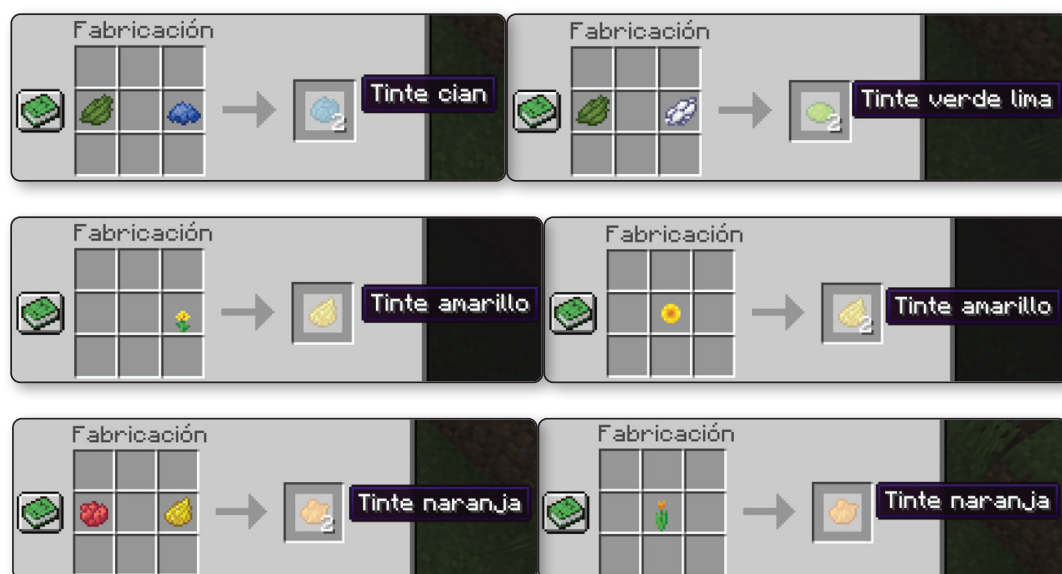 Fabricación
2
Tinte cian
Fabricación
2
Tinte verde lima
Fabricación
Tinte amarillo
Fabricación
2
Tinte amarillo
Fabricación
2
Tinte naranja
Fabricación
Tinte naranja